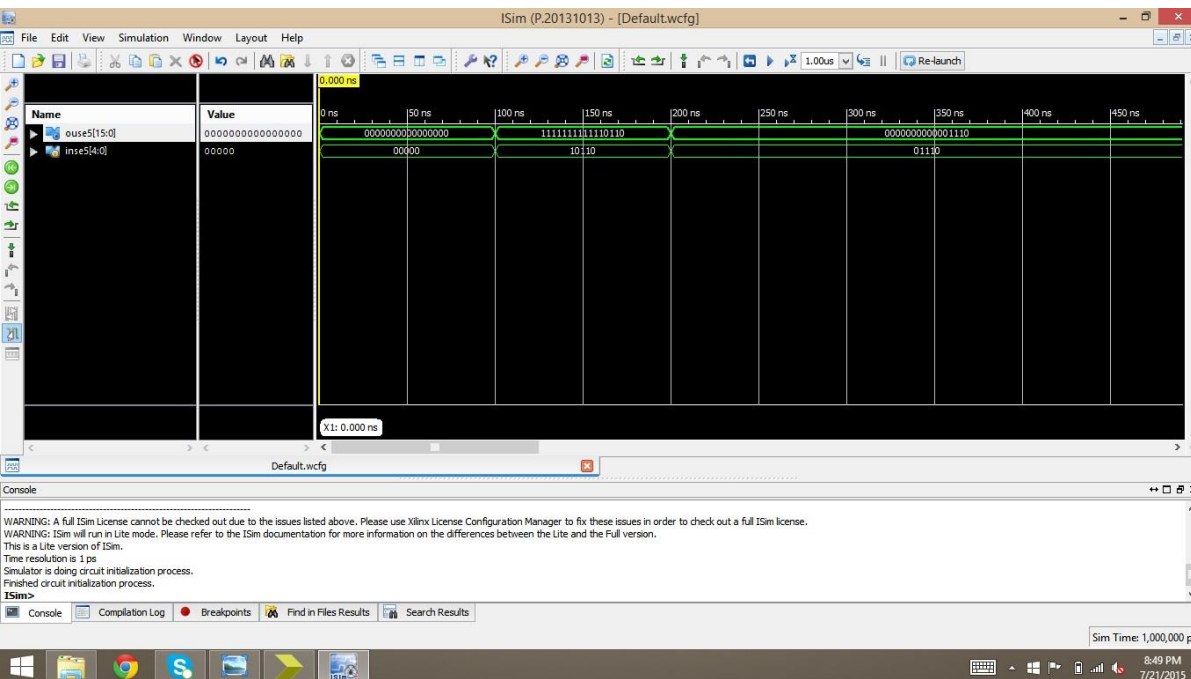 ISim (P.20131013) - [Default.wcfg]
File Edit View Simulation Window Layout Help
1.00us Re-launch
0.000 ns
Name Value 0 ns 50 ns 100 ns 150 ns 200 ns 250 ns 300 ns 350 ns 400 ns 450 ns
ouse5[15:0] 0000000000000000 0000000000000000 1111111111110110 0000000000001110
inse5[4:0] 00000 00000 10110 01110
X1: 0.000 ns
Default.wcfg
Console
WARNING: A full ISim License cannot be checked out due to the issues listed above. Please use Xilinx License Configuration Manager to fix these issues in order to check out a full ISim license.
WARNING: ISim will run in Lite mode. Please refer to the ISim documentation for more information on the differences between the Lite and the Full version.
This is a Lite version of ISim.
Time resolution is 1 ps
Simulator is doing circuit initialization process.
Finished circuit initialization process.
ISim>
Console Compilation Log Breakpoints Find in Files Results Search Results
Sim Time: 1,000,000 p
8:49 PM
7/21/2015